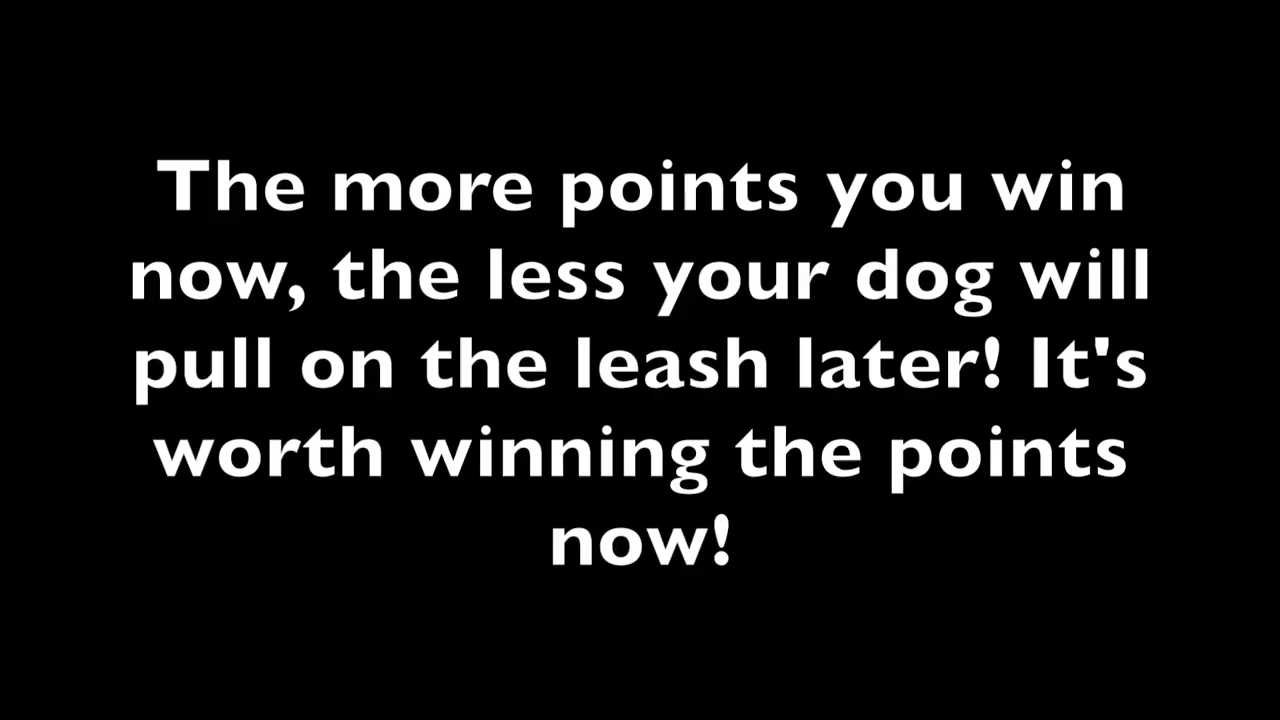 The more points you win
now, the less your dog will
pull on the leash later! It's
worth winning the points
now!